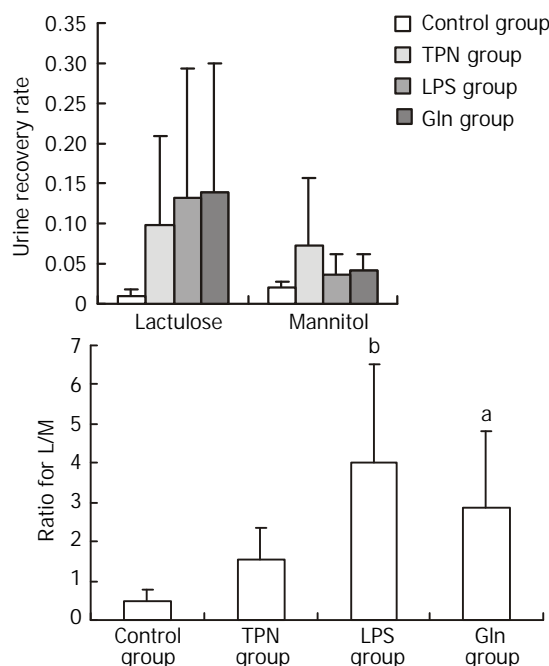 0.35
0.30
0.25
0.20
0.15
0.10
0.05
0
Urine recovery rate
Control group
TPN group
LPS group
Gln group
Lactulose
Mannitol
7
6
5
4
3
2
1
0
Ratio for L/M
b
a
Control
group
TPN
group
LPS
group
Gln
group